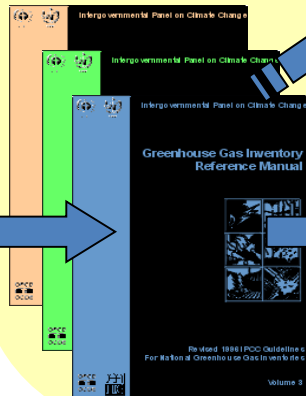 Intergovernmental Panel on Climate Change
Intergovernmental Panel on Climate Change
Intergovernmental Panel on Climate Change
Greenhouse Gas Inventory
Reference Manual
Revised 1996 IPCC Guidelines
For National Greenhouse Gas Inventories
Volume 3